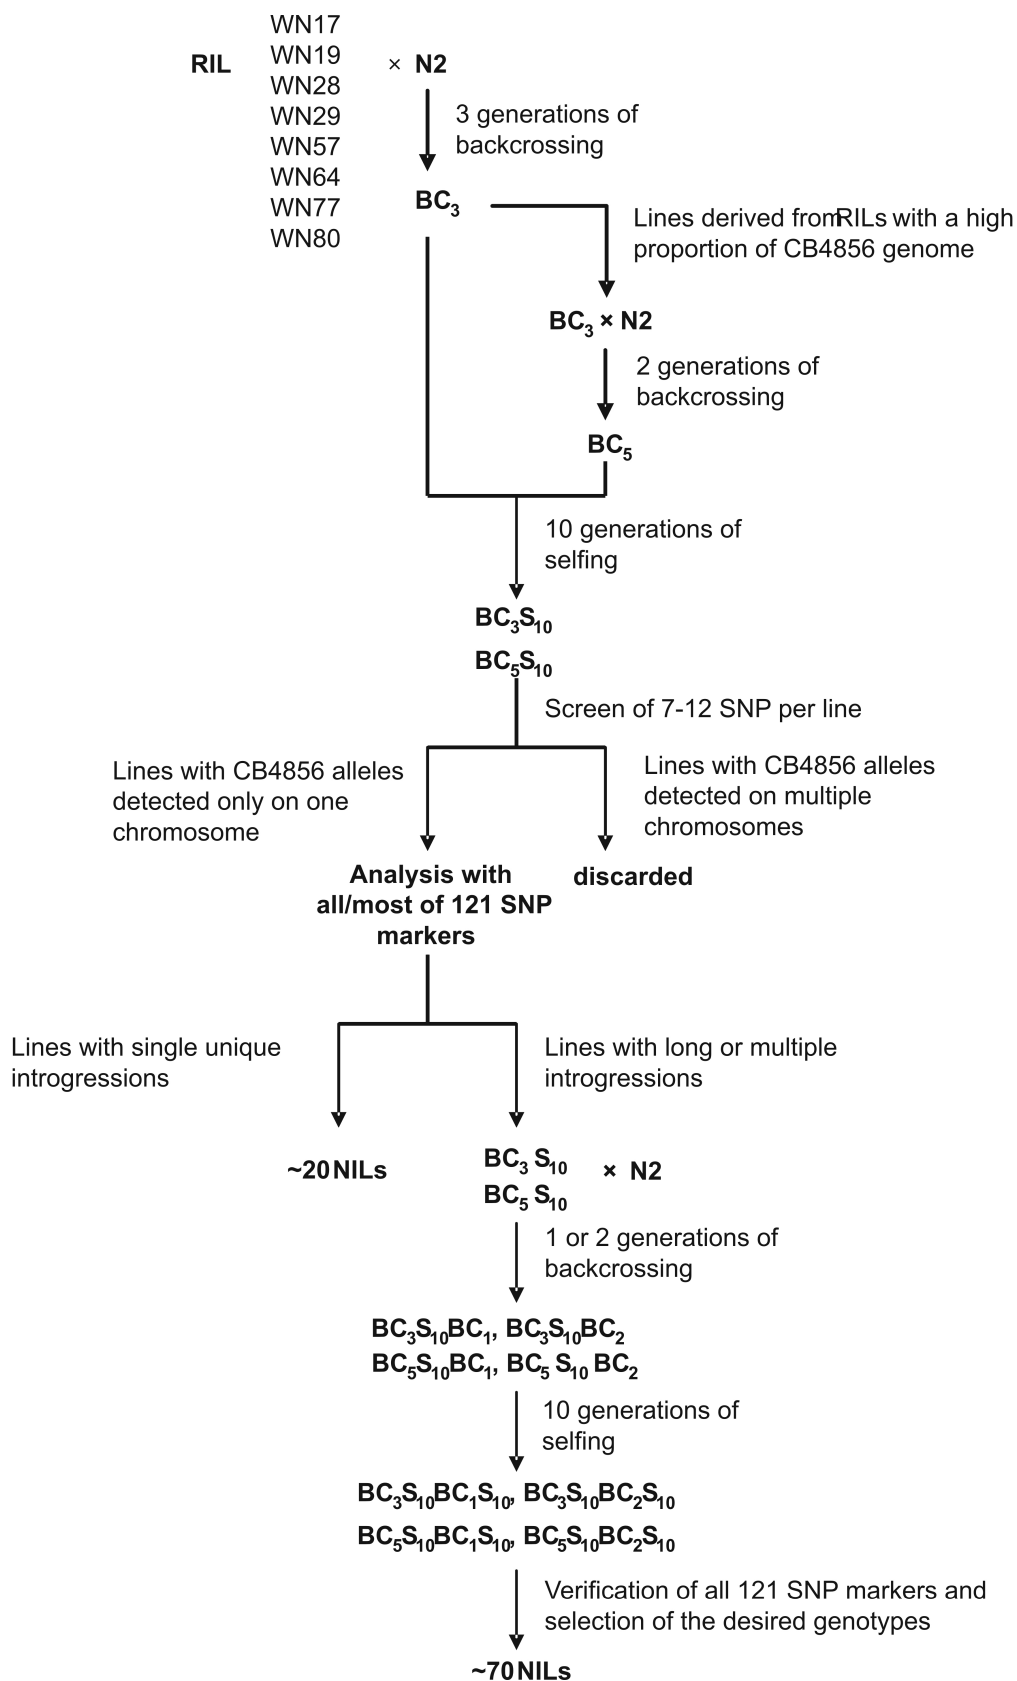 WN17
WN19
RIL × N2
WN28
WN29
WN57
WN64
WN77
WN80
3 generations of
backcrossing
BC3
Lines derived fromRILs with a high
proportion of CB4856 genome
BC3 × N2
2 generations of
backcrossing
BC5
10 generations of
selfing
BC3S10
BC5S10
Screen of 7-12 SNP per line
Lines with CB4856 alleles
detected only on one
chromosome
Lines with CB4856 alleles
detected on multiple
chromosomes
Analysis with
all/most of 121 SNP
markers
discarded
Lines with single unique
introgressions
Lines with long or multiple
introgressions
~20NILs
BC3 S10
BC5 S10
× N2
1 or 2 generations of
backcrossing
BC3S10BC1, BC3S10BC2
BC5S10BC1, BC5 S10 BC2
10 generations of
selfing
BC3S10BC1S10, BC3S10BC2S10
BC5S10BC1S10, BC5S10BC2S10
Verification of all 121 SNP markers and
selection of the desired genotypes
~70NILs